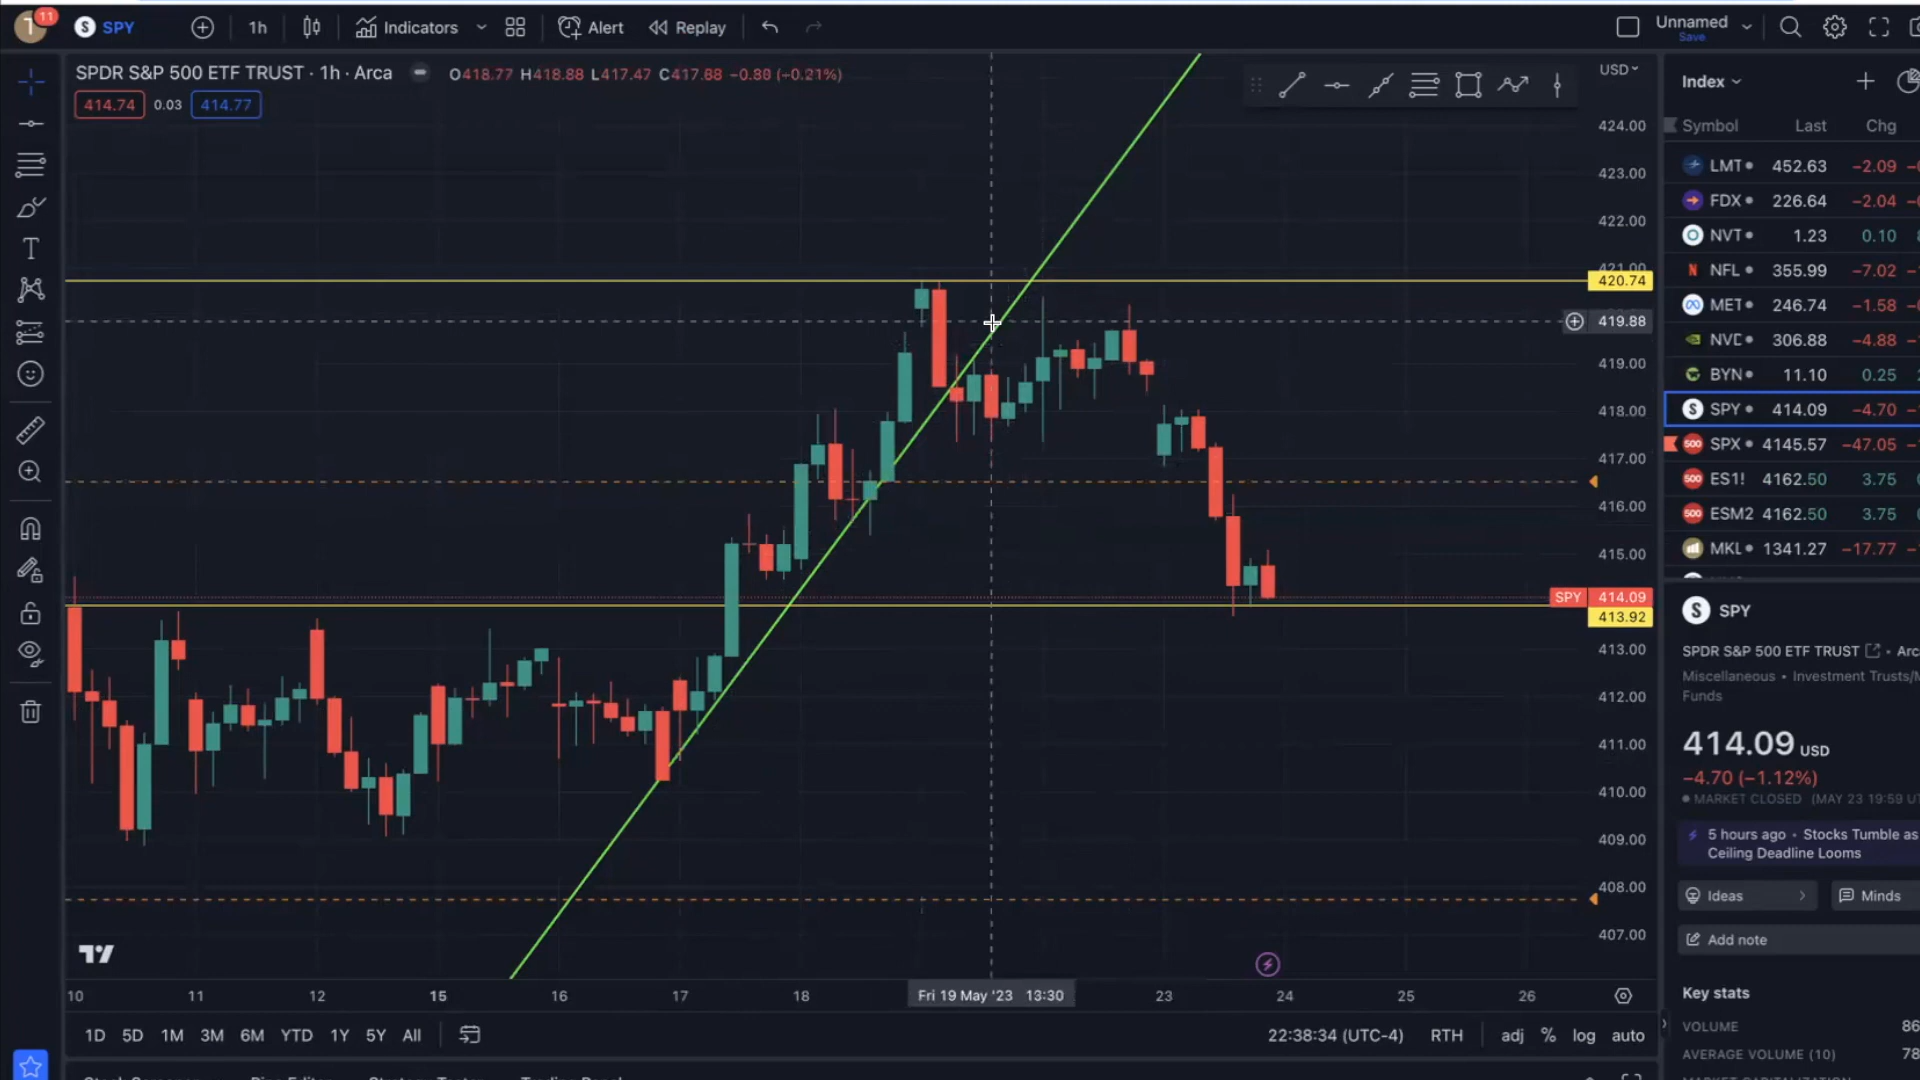 11
SPY
1h
Indicators
Alert
Replay
Unnamed
Save
SPDR S&P 500 ETF TRUST · 1h · Arca
O418.77 H418.88 L417.47 C417.88 −0.88 (−0.21%)
414.74 0.03 414.77
USD
424.00
423.00
422.00
421.00
420.74
419.88
419.00
418.00
417.00
416.00
415.00
SPY 414.09
413.92
413.00
412.00
411.00
410.00
409.00
408.00
407.00
10 11 12 15 16 17 18 Fri 19 May '23 13:30 23 24 25 26
1D 5D 1M 3M 6M YTD 1Y 5Y All
22:38:34 (UTC-4) RTH adj % log auto
Index
Symbol Last Chg
LMT 452.63 −2.09
FDX 226.64 −2.04
NVT 1.23 0.10
NFL 355.99 −7.02
MET 246.74 −1.58
NVD 306.88 −4.88
BYN 11.10 0.25
SPY 414.09 −4.70
SPX 4145.57 −47.05
ES1! 4162.50 3.75
ESM2 4162.50 3.75
MKL 1341.27 −17.77
SPY
SPDR S&P 500 ETF TRUST • Arc
Miscellaneous • Investment Trusts/M
Funds
414.09 USD
−4.70 (−1.12%)
MARKET CLOSED (MAY 23 19:59 UT
5 hours ago • Stocks Tumble as
Ceiling Deadline Looms
Ideas
Minds
Add note
Key stats
VOLUME 86
AVERAGE VOLUME (10) 78